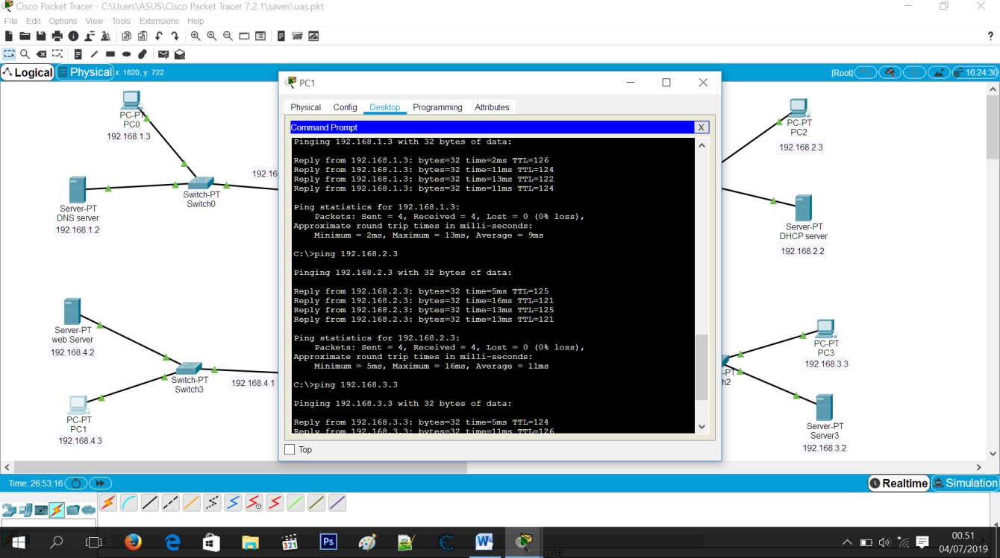 Cisco Packet Tracer - C:\Users\ASUS\Cisco Packet Tracer 7.2.1\saves\uas.pkt
File Edit Options View Tools Extensions Help
?
Logical Physical x: 1820, y: 722 [Root] 16:24:30
PC1
Physical Config Desktop Programming Attributes
Command Prompt X
Pinging 192.168.1.3 with 32 bytes of data:
Reply from 192.168.1.3: bytes=32 time=2ms TTL=126
Reply from 192.168.1.3: bytes=32 time=11ms TTL=124
Reply from 192.168.1.3: bytes=32 time=13ms TTL=122
Reply from 192.168.1.3: bytes=32 time=11ms TTL=124
Ping statistics for 192.168.1.3:
Packets: Sent = 4, Received = 4, Lost = 0 (0% loss),
Approximate round trip times in milli-seconds:
Minimum = 2ms, Maximum = 13ms, Average = 9ms
C:\>ping 192.168.2.3
Pinging 192.168.2.3 with 32 bytes of data:
Reply from 192.168.2.3: bytes=32 time=5ms TTL=125
Reply from 192.168.2.3: bytes=32 time=16ms TTL=121
Reply from 192.168.2.3: bytes=32 time=13ms TTL=125
Reply from 192.168.2.3: bytes=32 time=13ms TTL=121
Ping statistics for 192.168.2.3:
Packets: Sent = 4, Received = 4, Lost = 0 (0% loss),
Approximate round trip times in milli-seconds:
Minimum = 5ms, Maximum = 16ms, Average = 11ms
C:\>ping 192.168.3.3
Pinging 192.168.3.3 with 32 bytes of data:
Reply from 192.168.3.3: bytes=32 time=5ms TTL=124
Reply from 192.168.3.3: bytes=32 time=11ms TTL=126
Top
PC-PT
PC0
192.168.1.3
192.16
Switch-PT
Switch0
Server-PT
DNS server
192.168.1.2
Server-PT
web Server
192.168.4.2
Switch-PT
Switch3
192.168.4.1
PC-PT
PC1
192.168.4.3
PC-PT
PC2
192.168.2.3
Server-PT
DHCP server
192.168.2.2
PC-PT
PC3
192.168.3.3
-PT
h2
Server-PT
Server3
192.168.3.2
Time: 26:53:16 Realtime Simulation
321 Ps W
DTE
00.51
04/07/2019